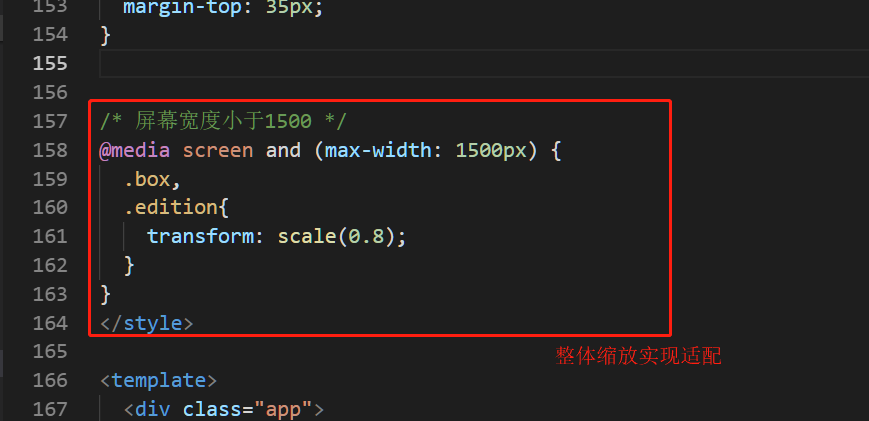 153 margin-top: 35px;
154 }
155
156
157 /* 屏幕宽度小于1500 */
158 @media screen and (max-width: 1500px) {
159 .box,
160 .edition{
161 transform: scale(0.8);
162 }
163 }
164 </style>
165 整体缩放实现适配
166 <template>
167 <div class="app">